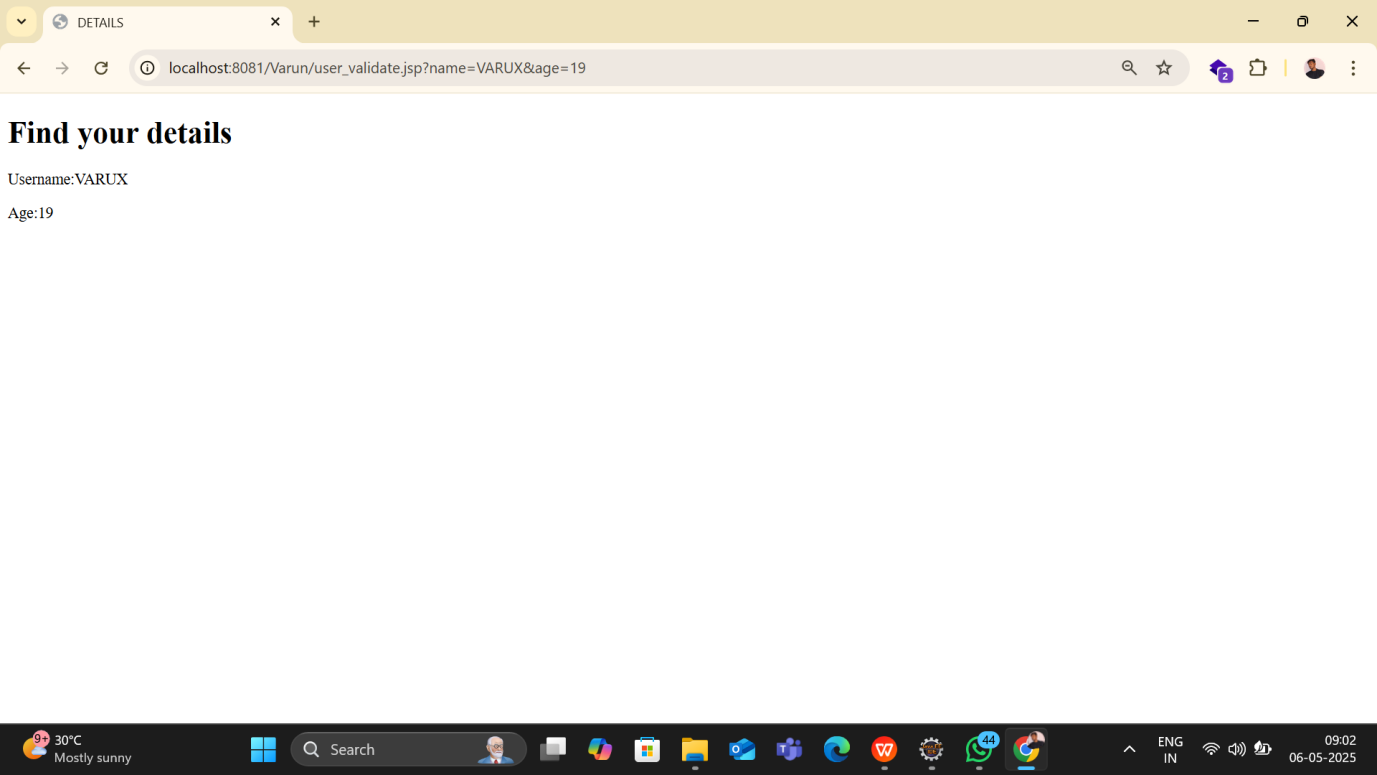 DETAILS
localhost:8081/Varun/user_validate.jsp?name=VARUX&age=19
2
Find your details
Username:VARUX
Age:19
9+
30°C
Mostly sunny
Search
44
ENG
IN
09:02
06-05-2025